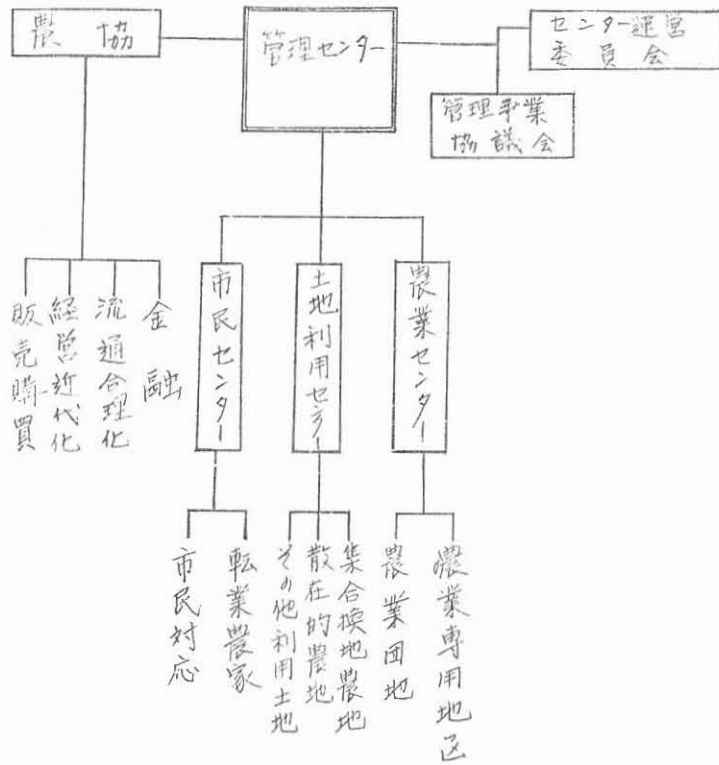 農協
管理センター
センター運営
委員会
管理事業
協議会
金融
流通合理化
経営近代化
販売購買
農業センター
土地利用センター
市民センター
農業専用地区
農業団地
集合換地農地
散在的農地
その他利用土地
転業農家
市民対応